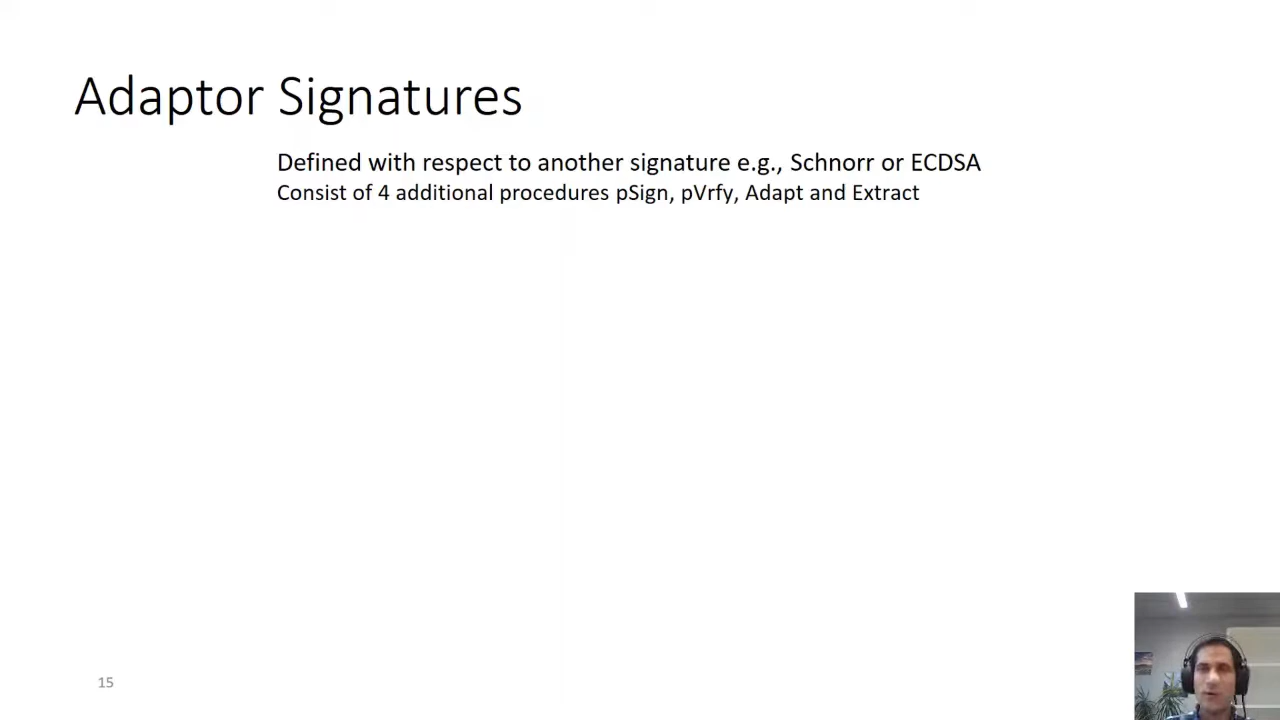 Adaptor Signatures
Defined with respect to another signature e.g., Schnorr or ECDSA
Consist of 4 additional procedures pSign, pVrfy, Adapt and Extract
15